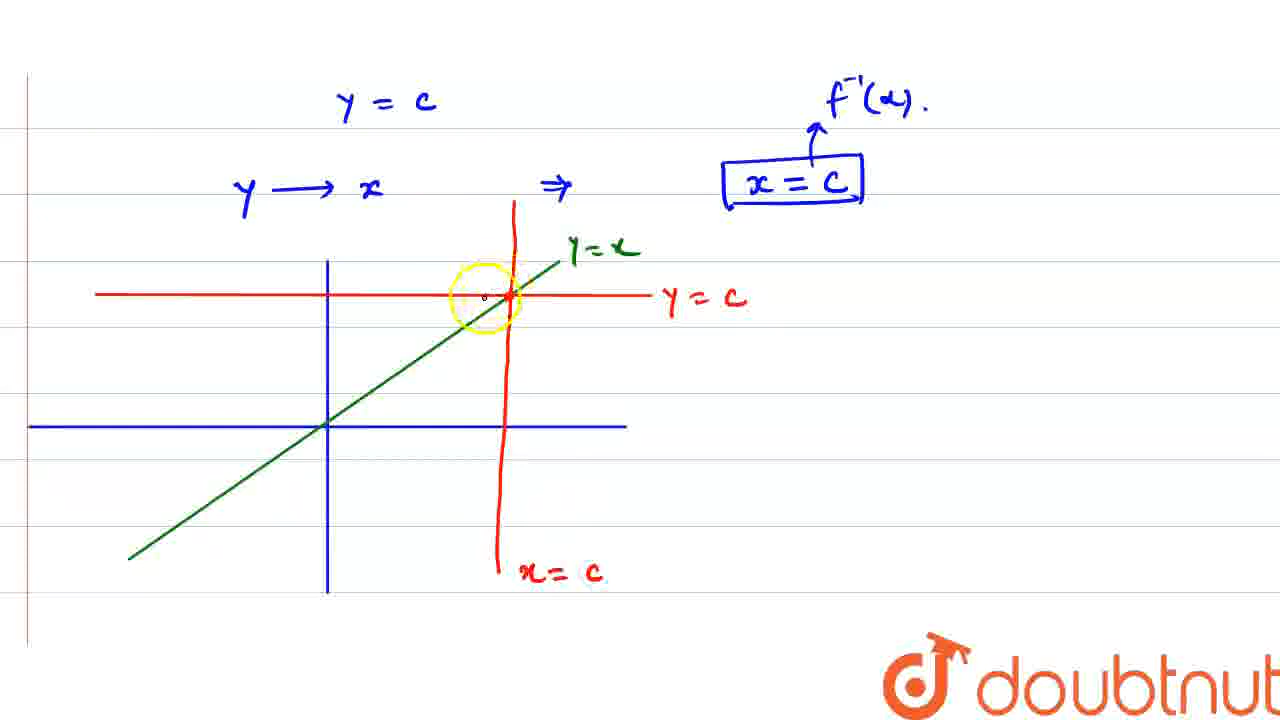 y = c
f⁻¹(x).
y → x ⇒ x = c
y = x
y = c
x = c
doubtnut